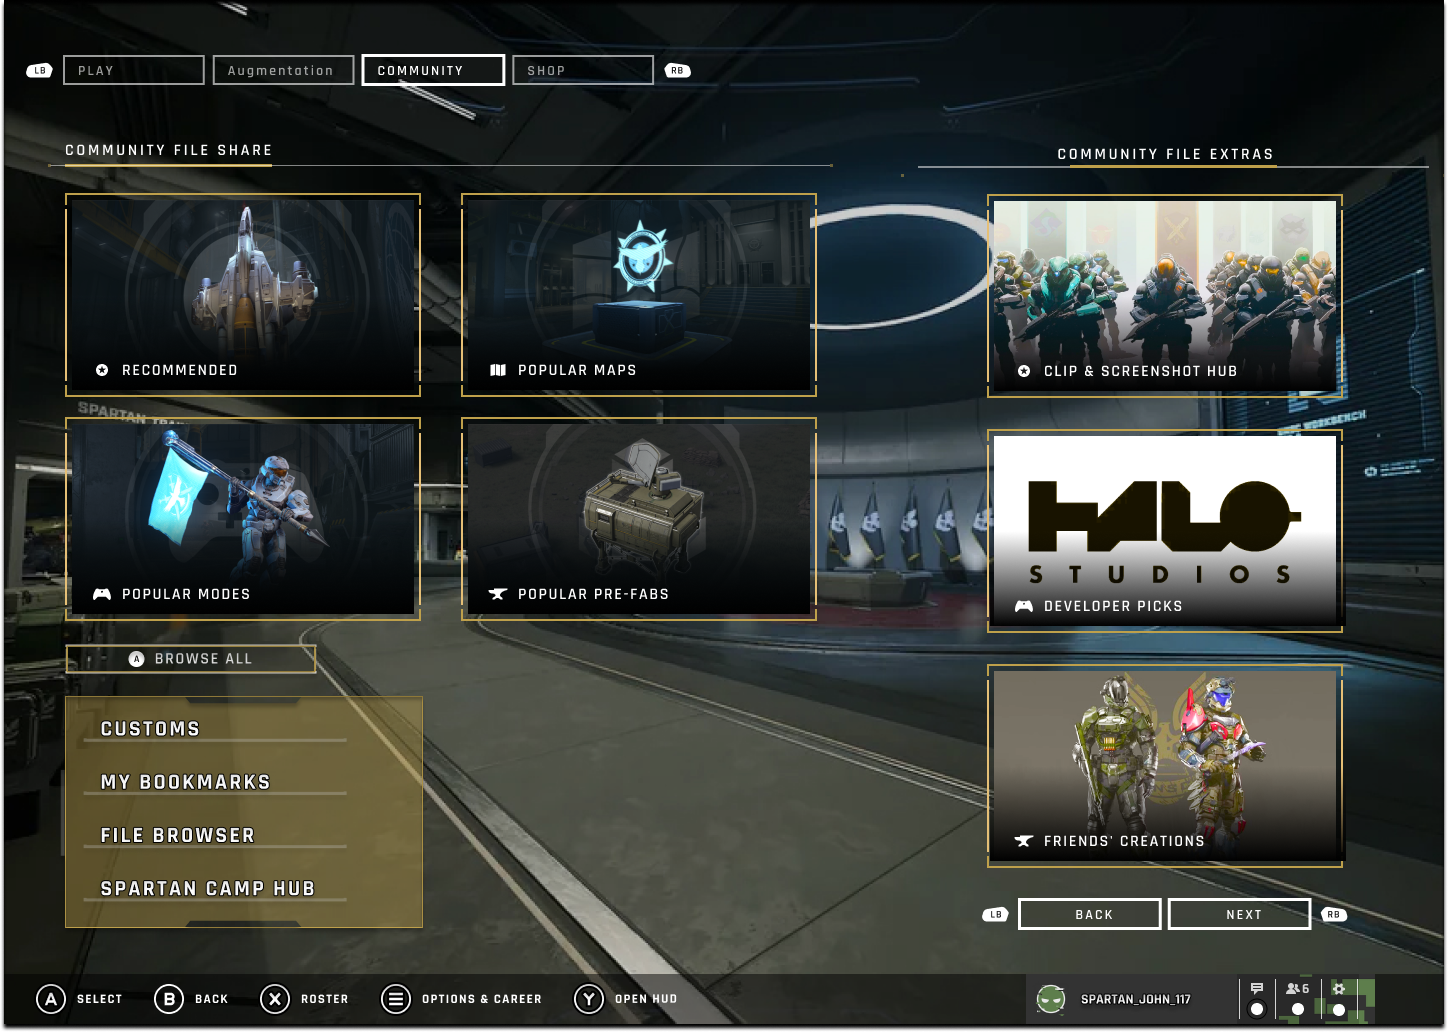 LB PLAY Augmentation COMMUNITY SHOP RB
COMMUNITY FILE SHARE
COMMUNITY FILE EXTRAS
RECOMMENDED
POPULAR MAPS
CLIP & SCREENSHOT HUB
SPARTAN
WORKBENCH
POPULAR MODES
POPULAR PRE-FABS
HALO
STUDIOS
DEVELOPER PICKS
A BROWSE ALL
CUSTOMS
MY BOOKMARKS
FILE BROWSER
SPARTAN CAMP HUB
FRIENDS' CREATIONS
LB BACK NEXT RB
A SELECT B BACK X ROSTER OPTIONS & CAREER Y OPEN HUD
SPARTAN_JOHN_117 6